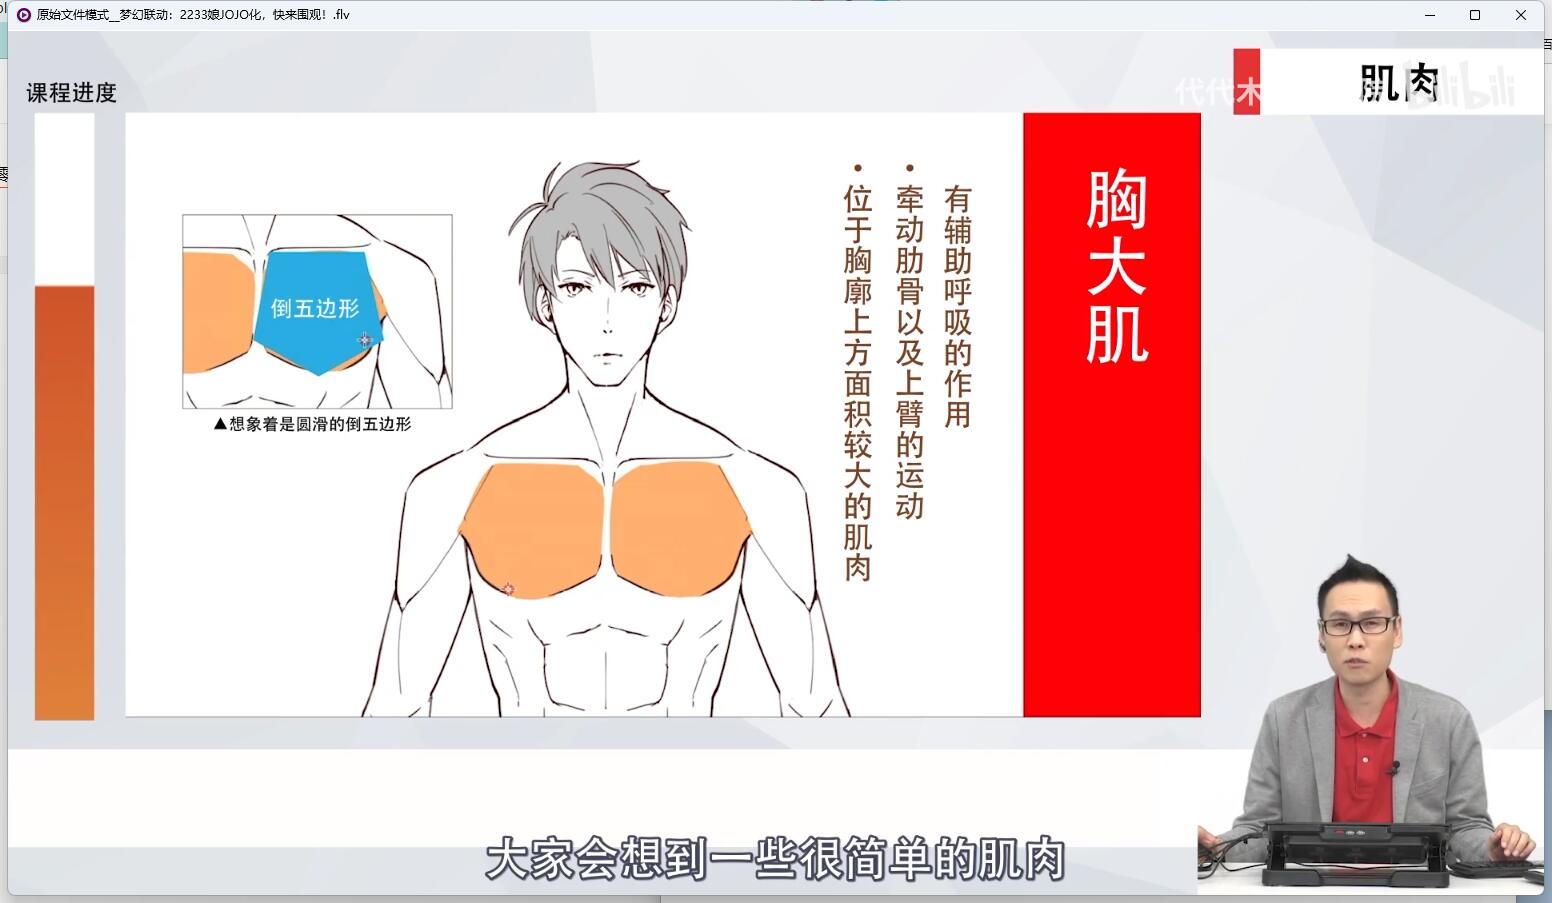 原始文件模式__梦幻联动：2233娘JOJO化，快来围观！.flv
课程进度
代代木
肌肉
bilibili
胸大肌
有辅助呼吸的作用
•牵动肋骨以及上臂的运动
•位于胸廓上方面积较大的肌肉
倒五边形
▲想象着是圆滑的倒五边形
大家会想到一些很简单的肌肉